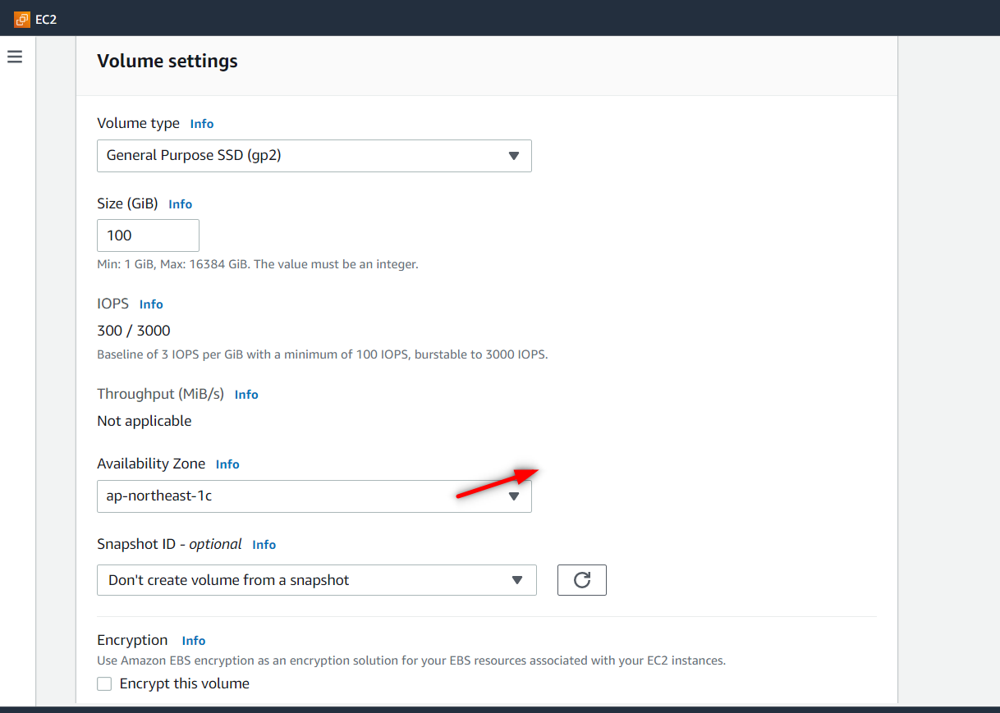 EC2
Volume settings
Volume type Info
General Purpose SSD (gp2)
Size (GiB) Info
100
Min: 1 GiB, Max: 16384 GiB. The value must be an integer.
IOPS Info
300 / 3000
Baseline of 3 IOPS per GiB with a minimum of 100 IOPS, burstable to 3000 IOPS.
Throughput (MiB/s) Info
Not applicable
Availability Zone Info
ap-northeast-1c
Snapshot ID - optional Info
Don't create volume from a snapshot
Encryption Info
Use Amazon EBS encryption as an encryption solution for your EBS resources associated with your EC2 instances.
Encrypt this volume